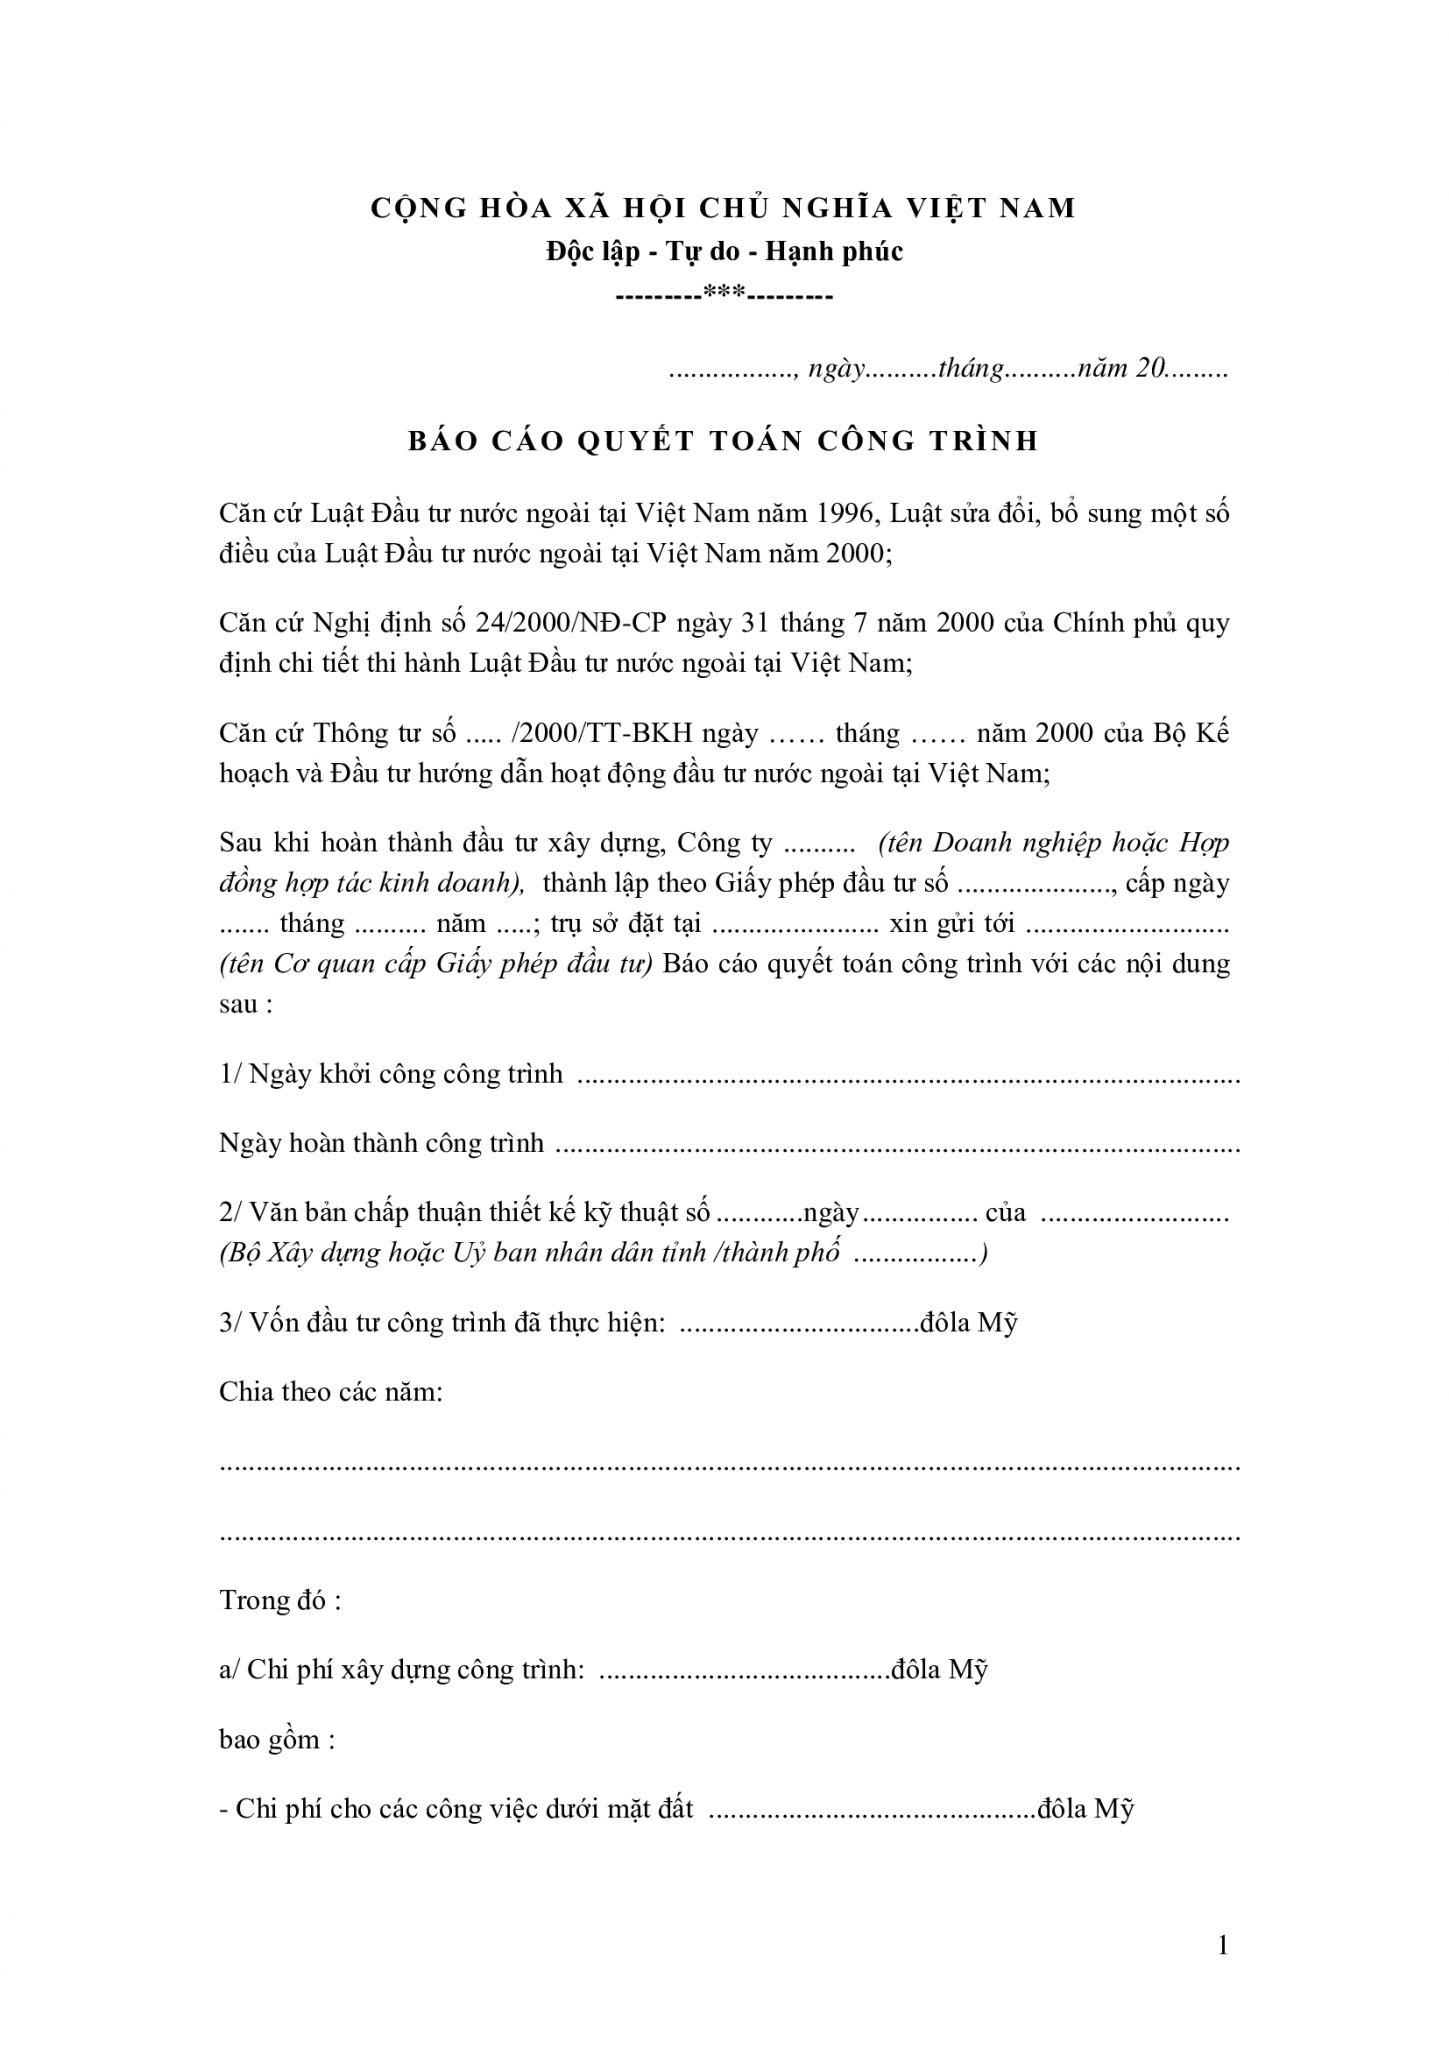 CỘNG HÒA XÃ HỘI CHỦ NGHĨA VIỆT NAM
Độc lập - Tự do - Hạnh phúc
---------***---------
................., ngày..........tháng..........năm 20.........
BÁO CÁO QUYẾT TOÁN CÔNG TRÌNH
Căn cứ Luật Đầu tư nước ngoài tại Việt Nam năm 1996, Luật sửa đổi, bổ sung một số
điều của Luật Đầu tư nước ngoài tại Việt Nam năm 2000;
Căn cứ Nghị định số 24/2000/NĐ-CP ngày 31 tháng 7 năm 2000 của Chính phủ quy
định chi tiết thi hành Luật Đầu tư nước ngoài tại Việt Nam;
Căn cứ Thông tư số ..... /2000/TT-BKH ngày …… tháng …… năm 2000 của Bộ Kế
hoạch và Đầu tư hướng dẫn hoạt động đầu tư nước ngoài tại Việt Nam;
Sau khi hoàn thành đầu tư xây dựng, Công ty .......... (tên Doanh nghiệp hoặc Hợp
đồng hợp tác kinh doanh), thành lập theo Giấy phép đầu tư số ....................., cấp ngày
....... tháng .......... năm .....; trụ sở đặt tại ....................... xin gửi tới ............................
(tên Cơ quan cấp Giấy phép đầu tư) Báo cáo quyết toán công trình với các nội dung
sau :
1/ Ngày khởi công công trình ...........................................................................................
Ngày hoàn thành công trình ..............................................................................................
2/ Văn bản chấp thuận thiết kế kỹ thuật số ............ngày................ của ..........................
(Bộ Xây dựng hoặc Uỷ ban nhân dân tỉnh /thành phố .................)
3/ Vốn đầu tư công trình đã thực hiện: .................................đôla Mỹ
Chia theo các năm:
............................................................................................................................................
............................................................................................................................................
Trong đó :
a/ Chi phí xây dựng công trình: ........................................đôla Mỹ
bao gồm :
- Chi phí cho các công việc dưới mặt đất .............................................đôla Mỹ
1